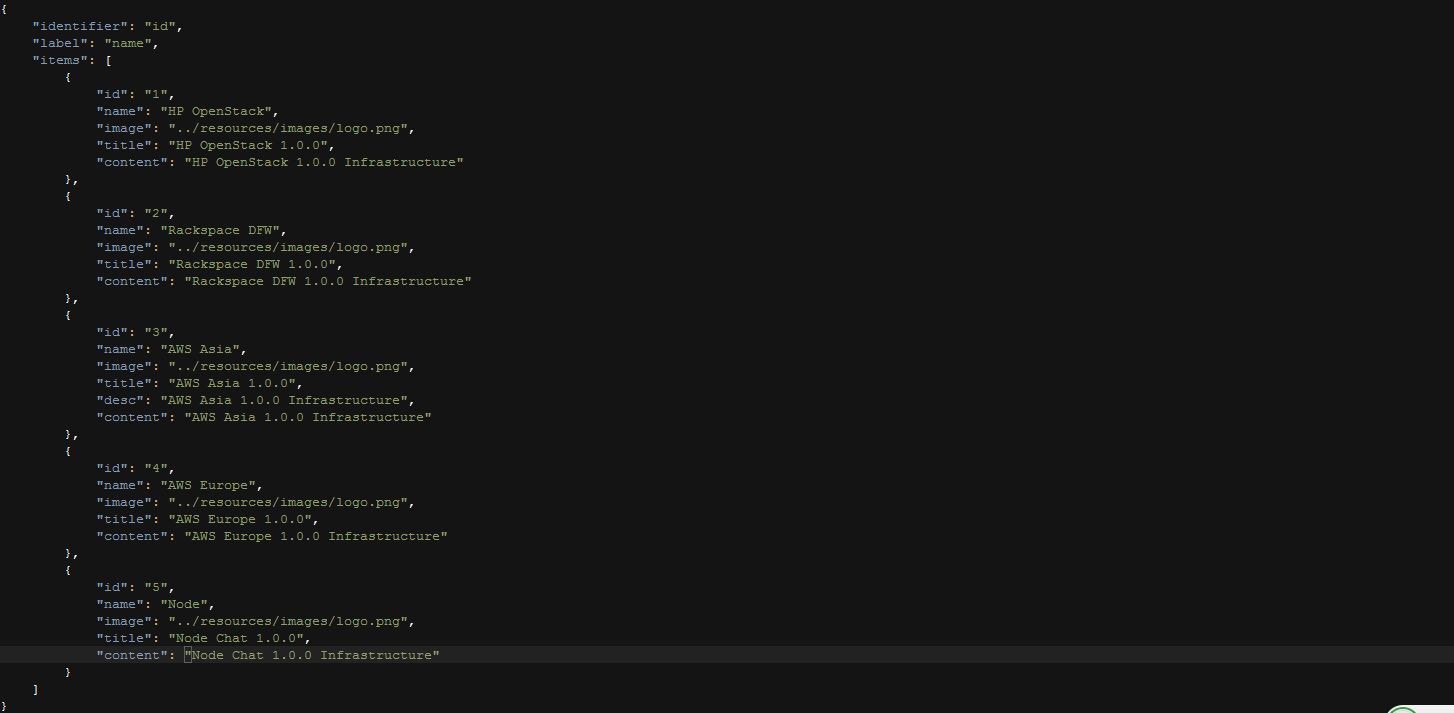 {
    "identifier": "id",
    "label": "name",
    "items": [
        {
            "id": "1",
            "name": "HP OpenStack",
            "image": "../resources/images/logo.png",
            "title": "HP OpenStack 1.0.0",
            "content": "HP OpenStack 1.0.0 Infrastructure"
        },
        {
            "id": "2",
            "name": "Rackspace DFW",
            "image": "../resources/images/logo.png",
            "title": "Rackspace DFW 1.0.0",
            "content": "Rackspace DFW 1.0.0 Infrastructure"
        },
        {
            "id": "3",
            "name": "AWS Asia",
            "image": "../resources/images/logo.png",
            "title": "AWS Asia 1.0.0",
            "desc": "AWS Asia 1.0.0 Infrastructure",
            "content": "AWS Asia 1.0.0 Infrastructure"
        },
        {
            "id": "4",
            "name": "AWS Europe",
            "image": "../resources/images/logo.png",
            "title": "AWS Europe 1.0.0",
            "content": "AWS Europe 1.0.0 Infrastructure"
        },
        {
            "id": "5",
            "name": "Node",
            "image": "../resources/images/logo.png",
            "title": "Node Chat 1.0.0",
            "content": "Node Chat 1.0.0 Infrastructure"
        }
    ]
}